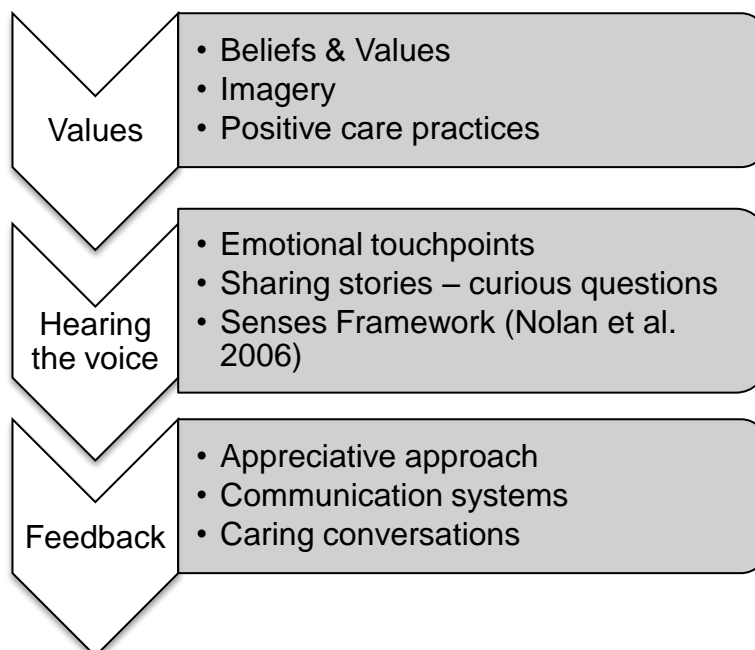 Values
• Beliefs & Values
• Imagery
• Positive care practices
Hearing
the voice
• Emotional touchpoints
• Sharing stories – curious questions
• Senses Framework (Nolan et al.
2006)
Feedback
• Appreciative approach
• Communication systems
• Caring conversations